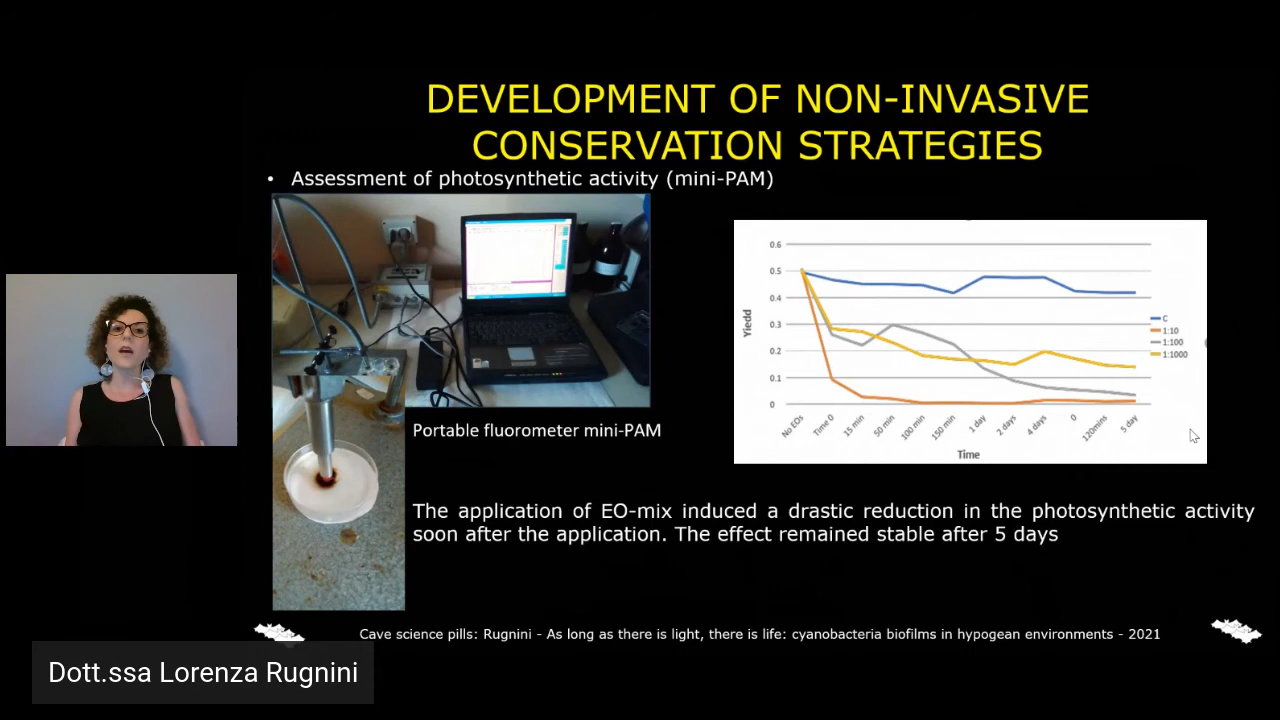 DEVELOPMENT OF NON-INVASIVE
CONSERVATION STRATEGIES
• Assessment of photosynthetic activity (mini-PAM)
Portable fluorometer mini-PAM
0.6
0.5
0.4
0.3
0.2
0.1
0
Yiedd
No EOs
Time 0
15 min
50 min
100 min
150 min
1 day
2 days
4 days
0
120mins
5 day
Time
C
1:10
1:100
1:1000
The application of EO-mix induced a drastic reduction in the photosynthetic activity
soon after the application. The effect remained stable after 5 days
Cave science pills: Rugnini - As long as there is light, there is life: cyanobacteria biofilms in hypogean environments - 2021
Dott.ssa Lorenza Rugnini